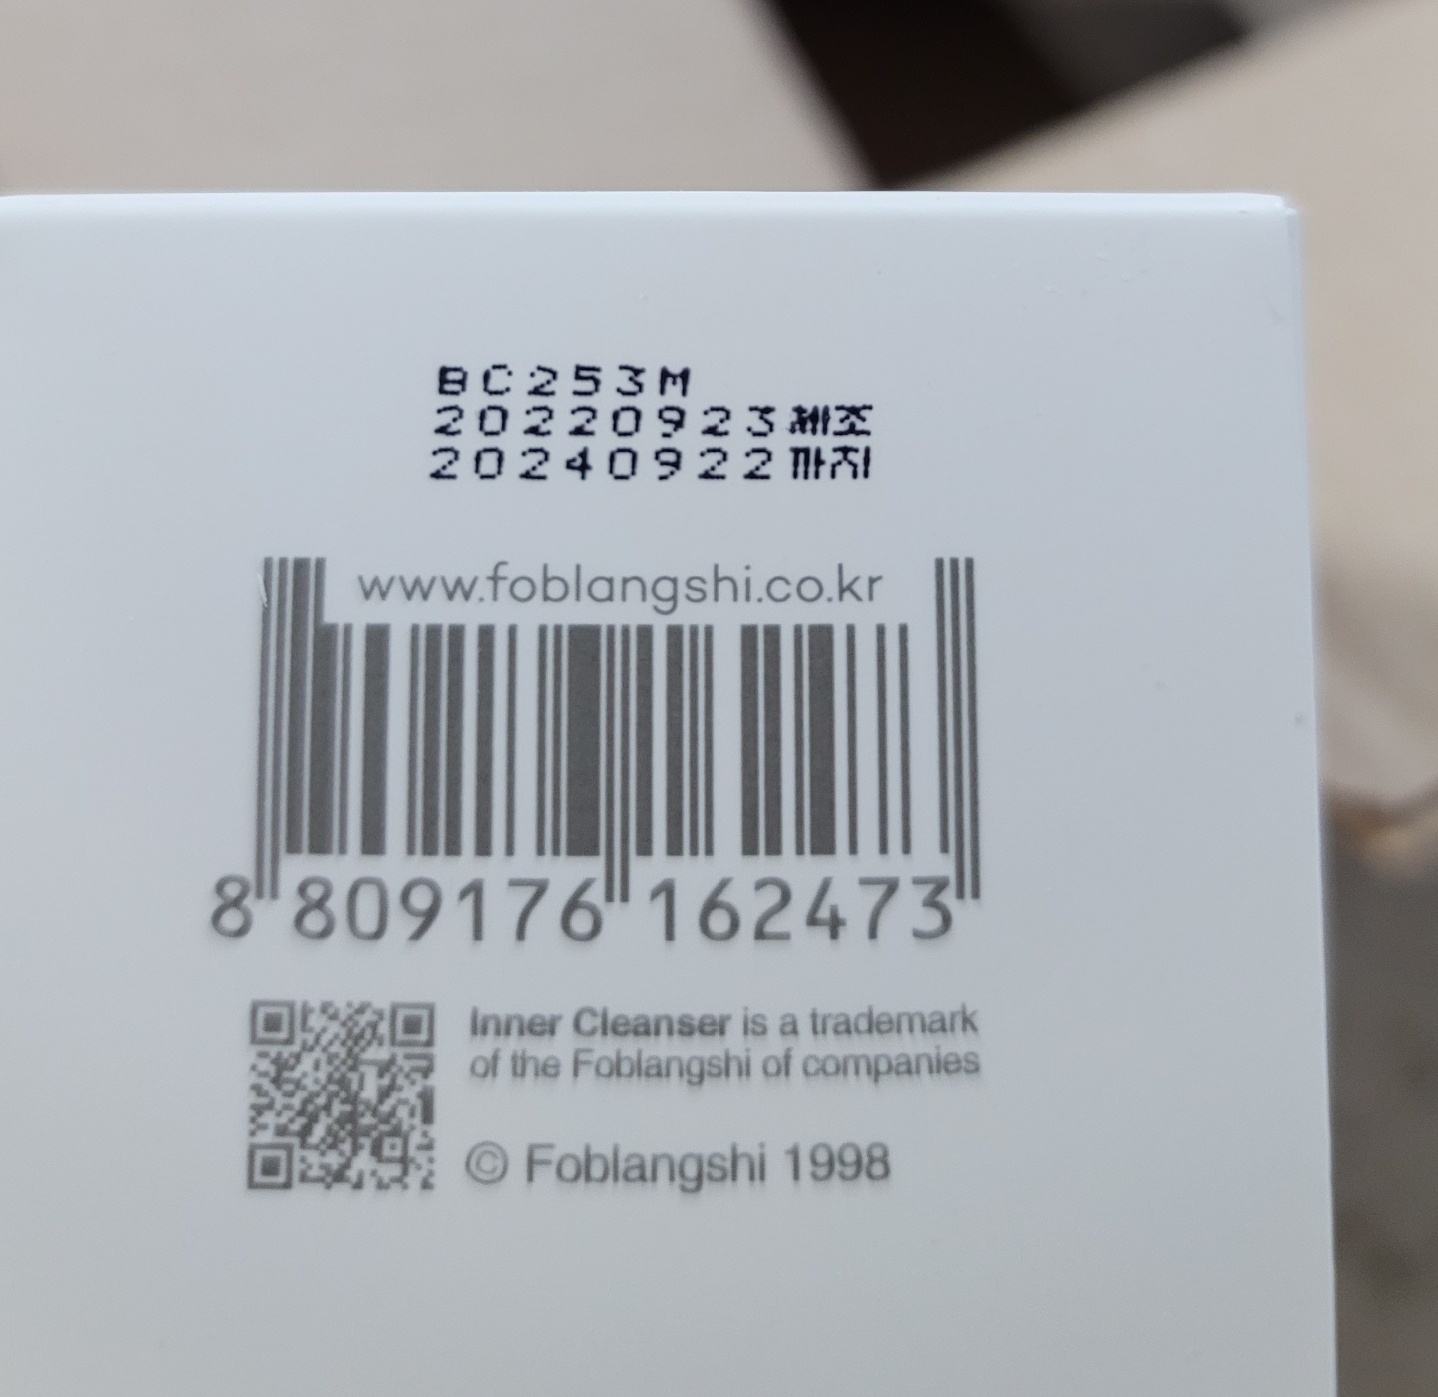 BC253M
20220923제조
20240922까지
www.foblangshi.co.kr
8 809176 162473
Inner Cleanser is a trademark
of the Foblangshi of companies
© Foblangshi 1998